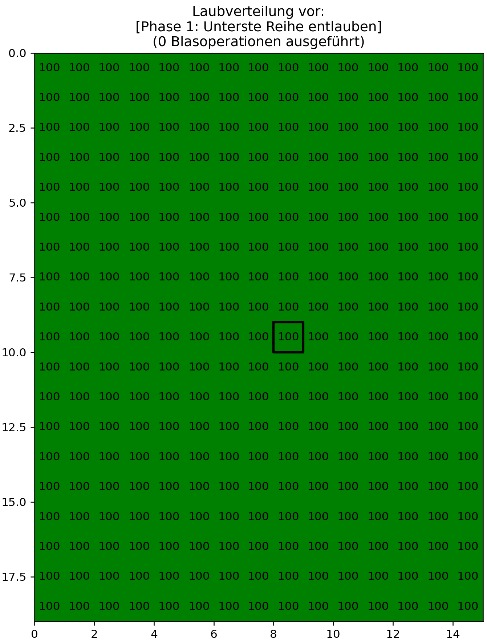 Laubverteilung vor:
[Phase 1: Unterste Reihe entlauben]
(0 Blasoperationen ausgeführt)
0.0
100 100 100 100 100 100 100 100 100 100 100 100 100 100 100
100 100 100 100 100 100 100 100 100 100 100 100 100 100 100
2.5 100 100 100 100 100 100 100 100 100 100 100 100 100 100 100
100 100 100 100 100 100 100 100 100 100 100 100 100 100 100
100 100 100 100 100 100 100 100 100 100 100 100 100 100 100
5.0
100 100 100 100 100 100 100 100 100 100 100 100 100 100 100
100 100 100 100 100 100 100 100 100 100 100 100 100 100 100
7.5 100 100 100 100 100 100 100 100 100 100 100 100 100 100 100
100 100 100 100 100 100 100 100 100 100 100 100 100 100 100
100 100 100 100 100 100 100 100 100 100 100 100 100 100 100
10.0
100 100 100 100 100 100 100 100 100 100 100 100 100 100 100
100 100 100 100 100 100 100 100 100 100 100 100 100 100 100
12.5 100 100 100 100 100 100 100 100 100 100 100 100 100 100 100
100 100 100 100 100 100 100 100 100 100 100 100 100 100 100
100 100 100 100 100 100 100 100 100 100 100 100 100 100 100
15.0
100 100 100 100 100 100 100 100 100 100 100 100 100 100 100
100 100 100 100 100 100 100 100 100 100 100 100 100 100 100
17.5 100 100 100 100 100 100 100 100 100 100 100 100 100 100 100
100 100 100 100 100 100 100 100 100 100 100 100 100 100 100
0 2 4 6 8 10 12 14